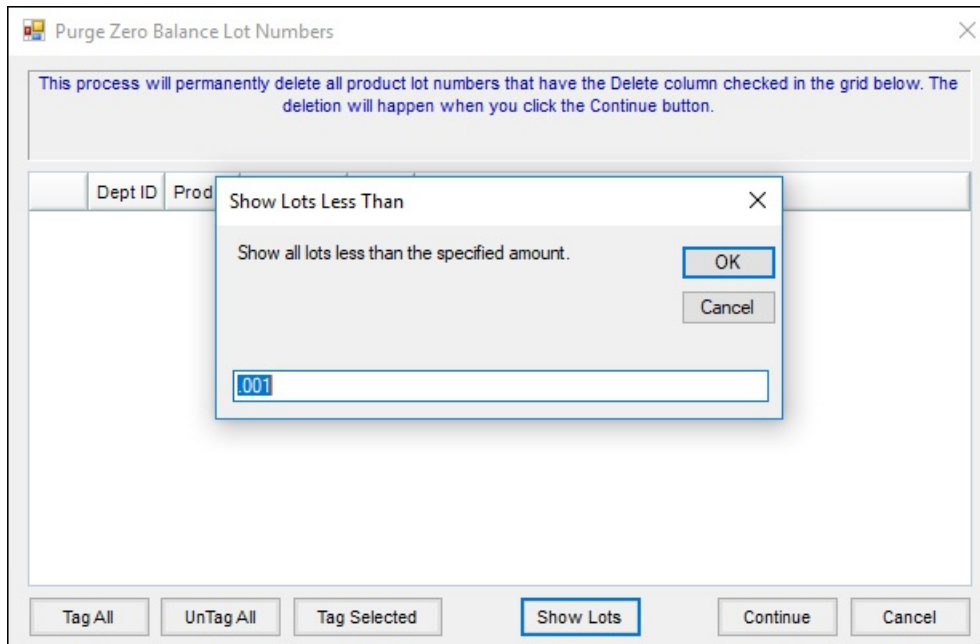 Purge Zero Balance Lot Numbers
This process will permanently delete all product lot numbers that have the Delete column checked in the grid below. The
deletion will happen when you click the Continue button.
Dept ID Prod
Show Lots Less Than
Show all lots less than the specified amount.
OK
Cancel
.001
Tag All UnTag All Tag Selected Show Lots Continue Cancel